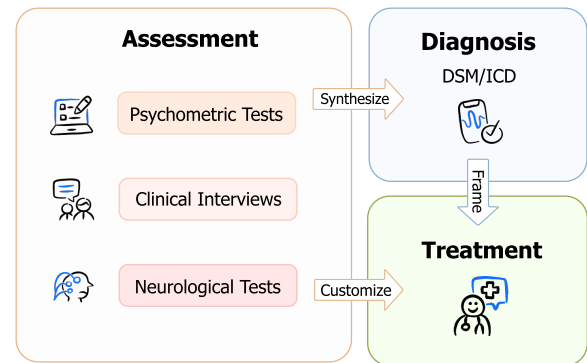 Assessment
Psychometric Tests
Clinical Interviews
Neurological Tests
Synthesize
Customize
Diagnosis
DSM/ICD
Frame
Treatment